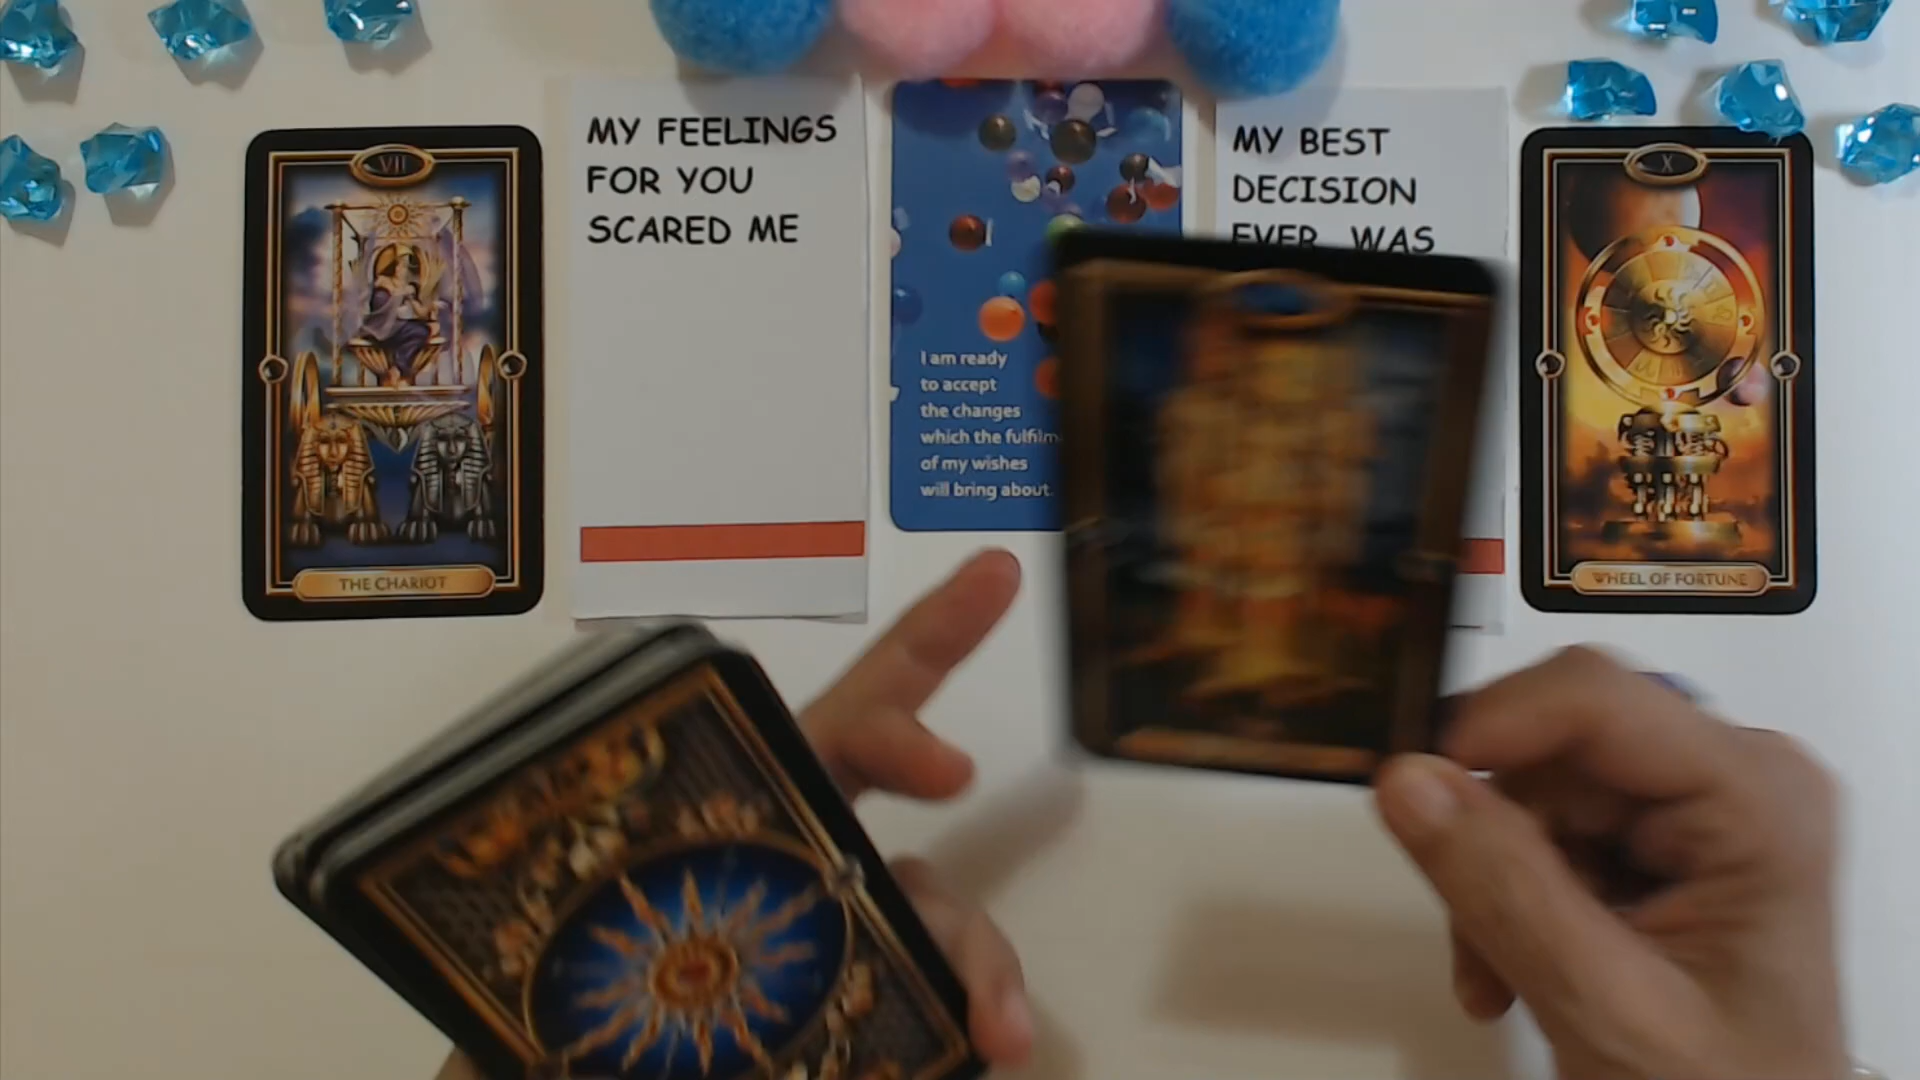 VII
THE CHARIOT
MY FEELINGS
FOR YOU
SCARED ME
I am ready
to accept
the changes
which the fulfilm
of my wishes
will bring about.
MY BEST
DECISION
EVER WAS
X
WHEEL OF FORTUNE